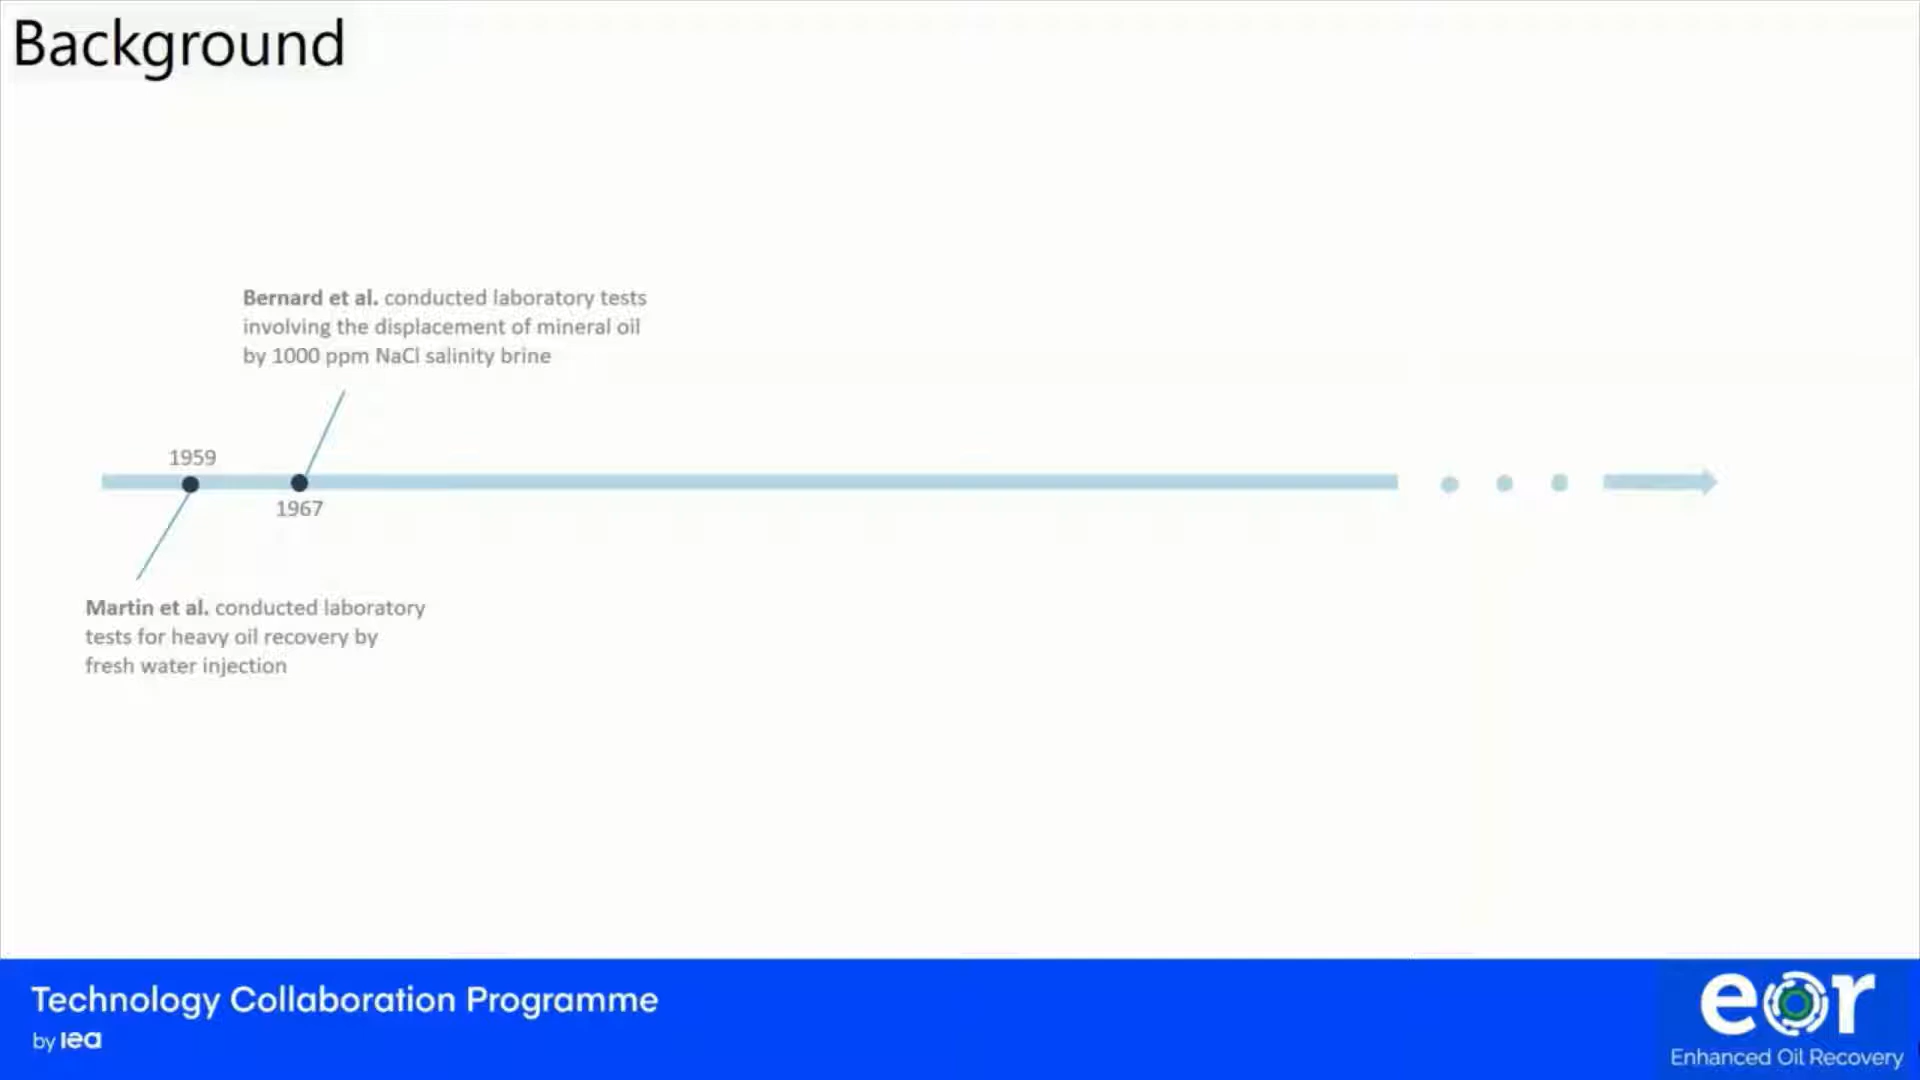 Background
Bernard et al. conducted laboratory tests
involving the displacement of mineral oil
by 1000 ppm NaCl salinity brine
1959
1967
Martin et al. conducted laboratory
tests for heavy oil recovery by
fresh water injection
Technology Collaboration Programme
by iea
eor
Enhanced Oil Recovery